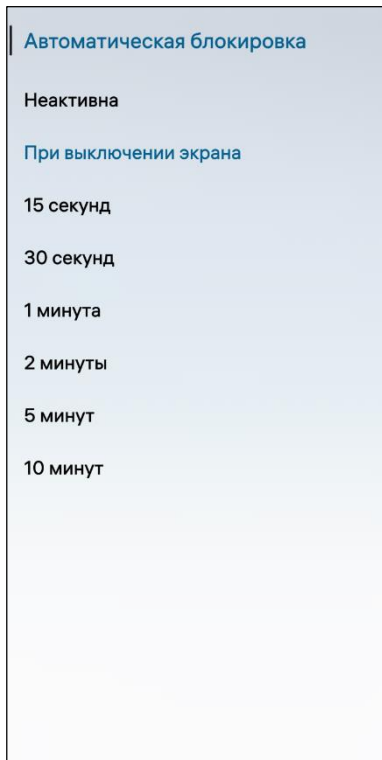 Автоматическая блокировка
Неактивна
При выключении экрана
15 секунд
30 секунд
1 минута
2 минуты
5 минут
10 минут